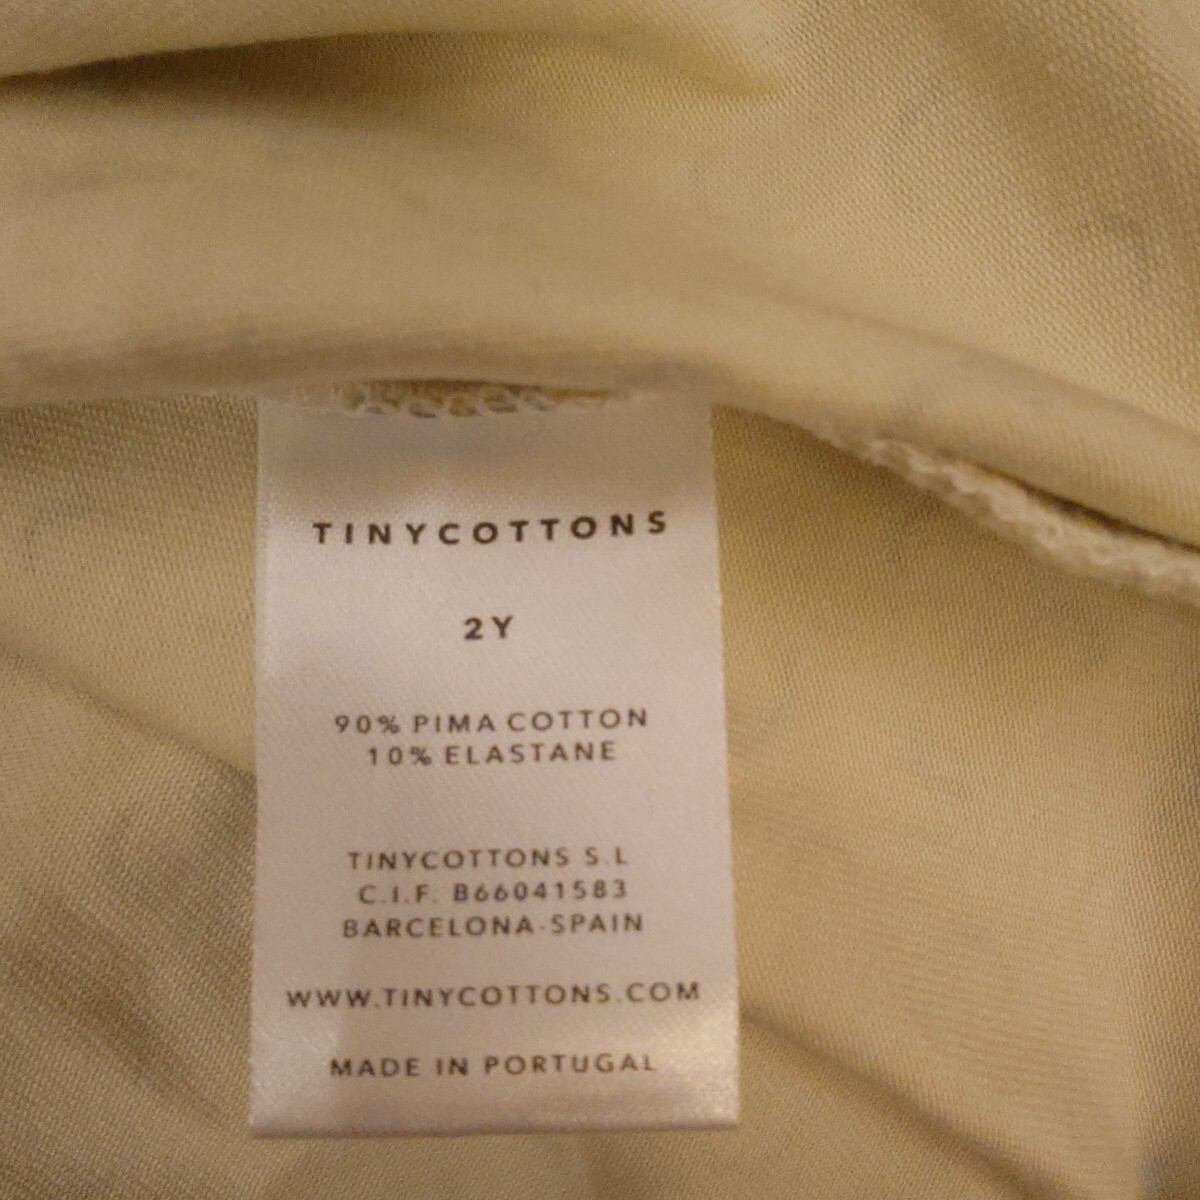 TINYCOTTONS
2Y
90% PIMA COTTON
10% ELASTANE
TINYCOTTONS S.L
C.I.F. B66041583
BARCELONA-SPAIN
WWW.TINYCOTTONS.COM
MADE IN PORTUGAL